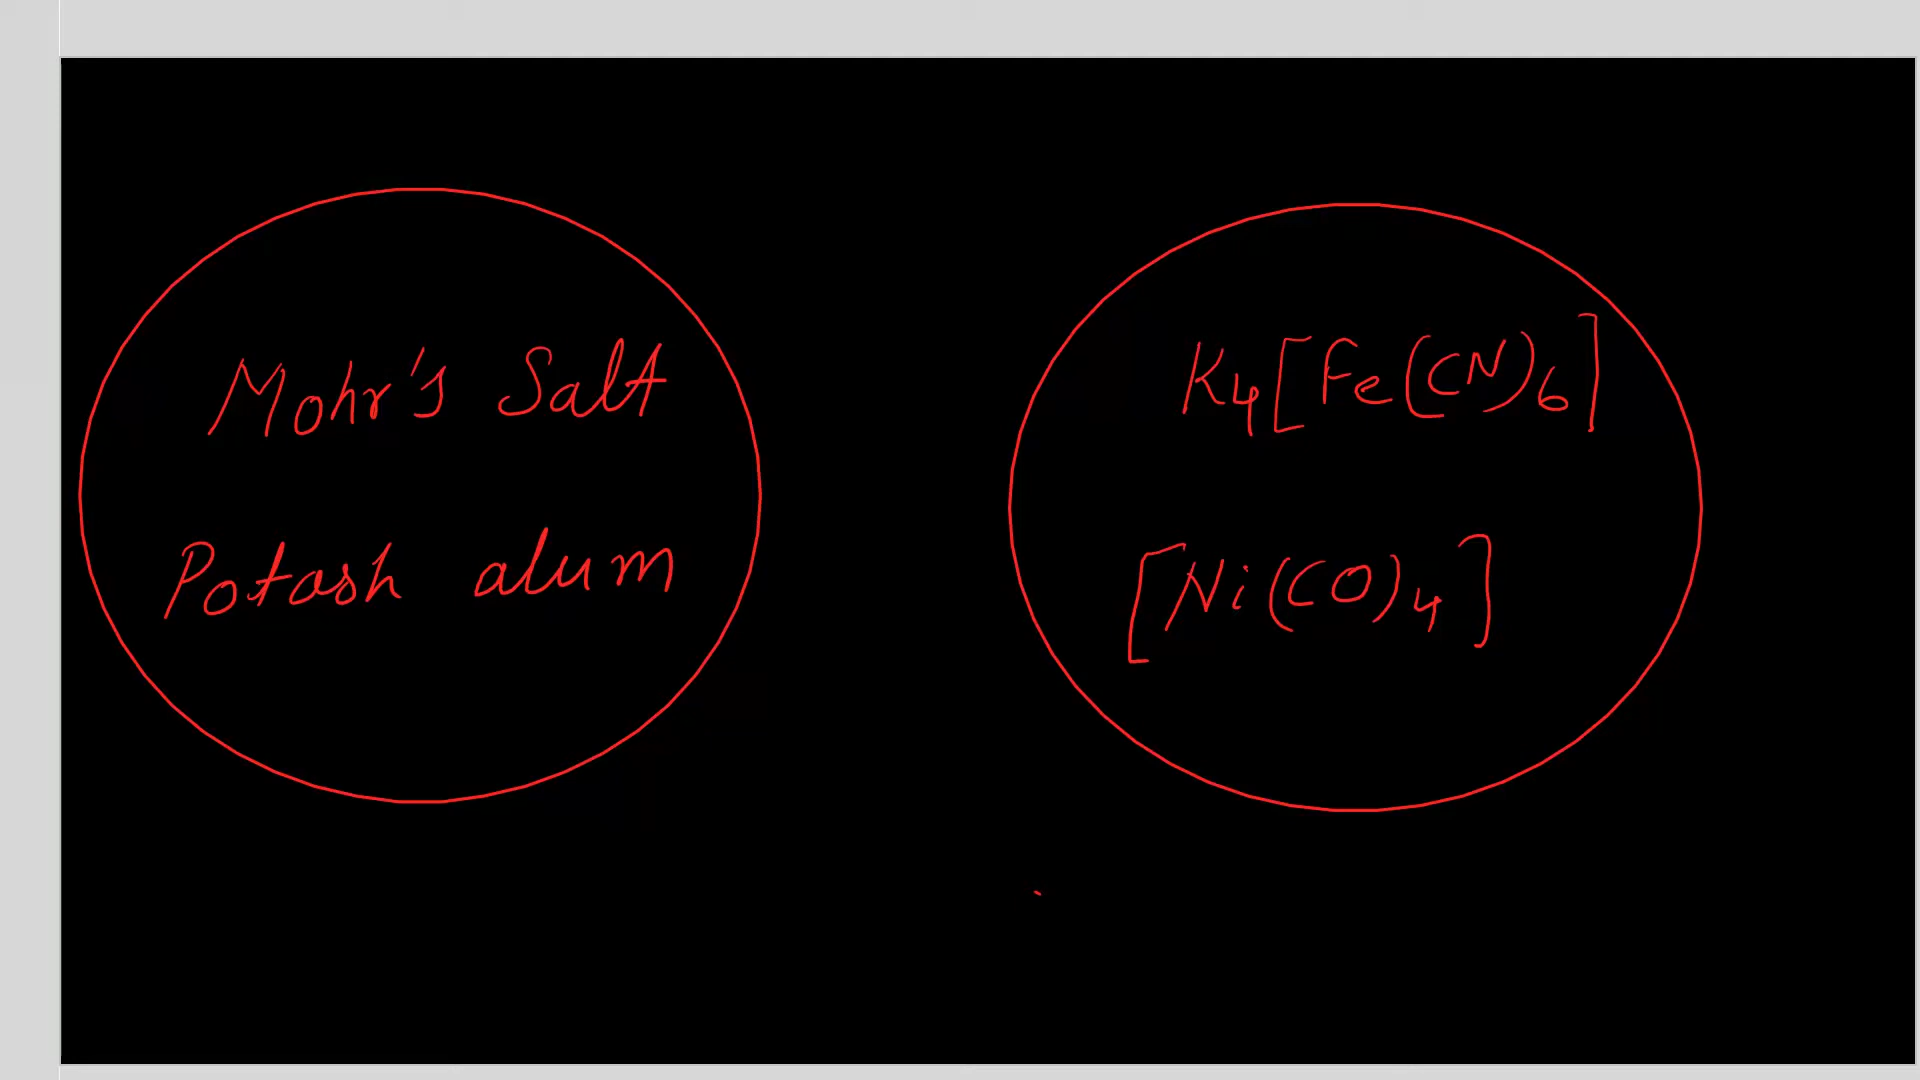 Mohr's Salt
Potash alum
K4[Fe(CN)6]
[Ni(CO)4]